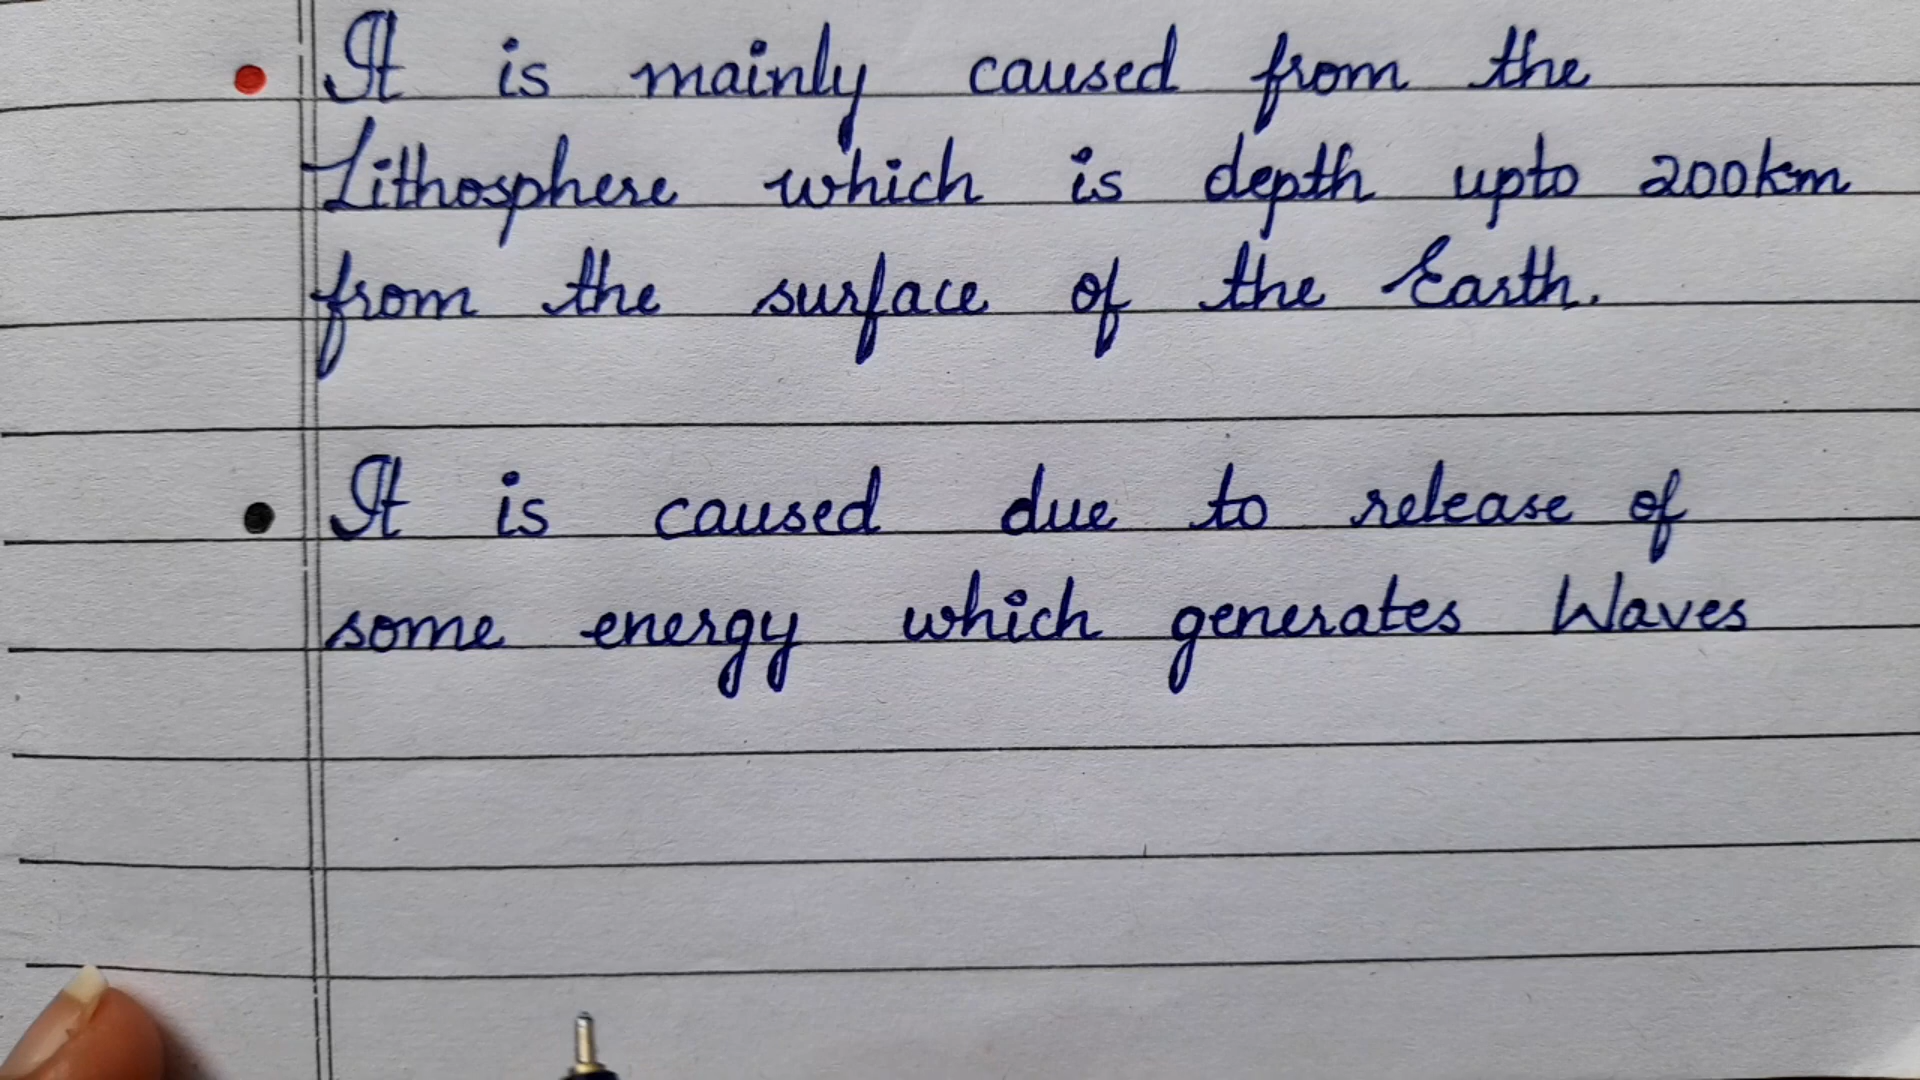 It is mainly caused from the
Lithosphere which is depth upto 200km
from the surface of the Earth.
It is caused due to release of
some energy which generates Waves